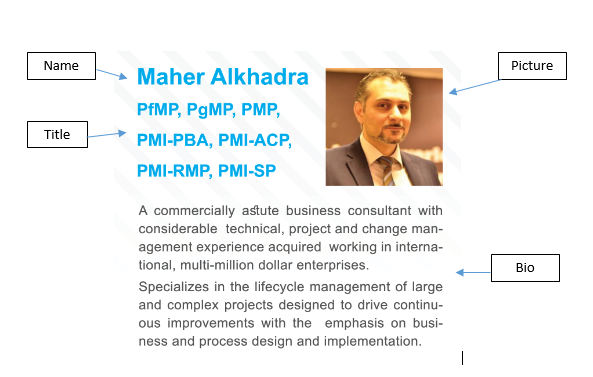 Name
Picture
Title
Bio
Maher Alkhadra
PfMP, PgMP, PMP,
PMI-PBA, PMI-ACP,
PMI-RMP, PMI-SP
A commercially astute business consultant with
considerable technical, project and change man-
agement experience acquired working in interna-
tional, multi-million dollar enterprises.
Specializes in the lifecycle management of large
and complex projects designed to drive continu-
ous improvements with the emphasis on busi-
ness and process design and implementation.